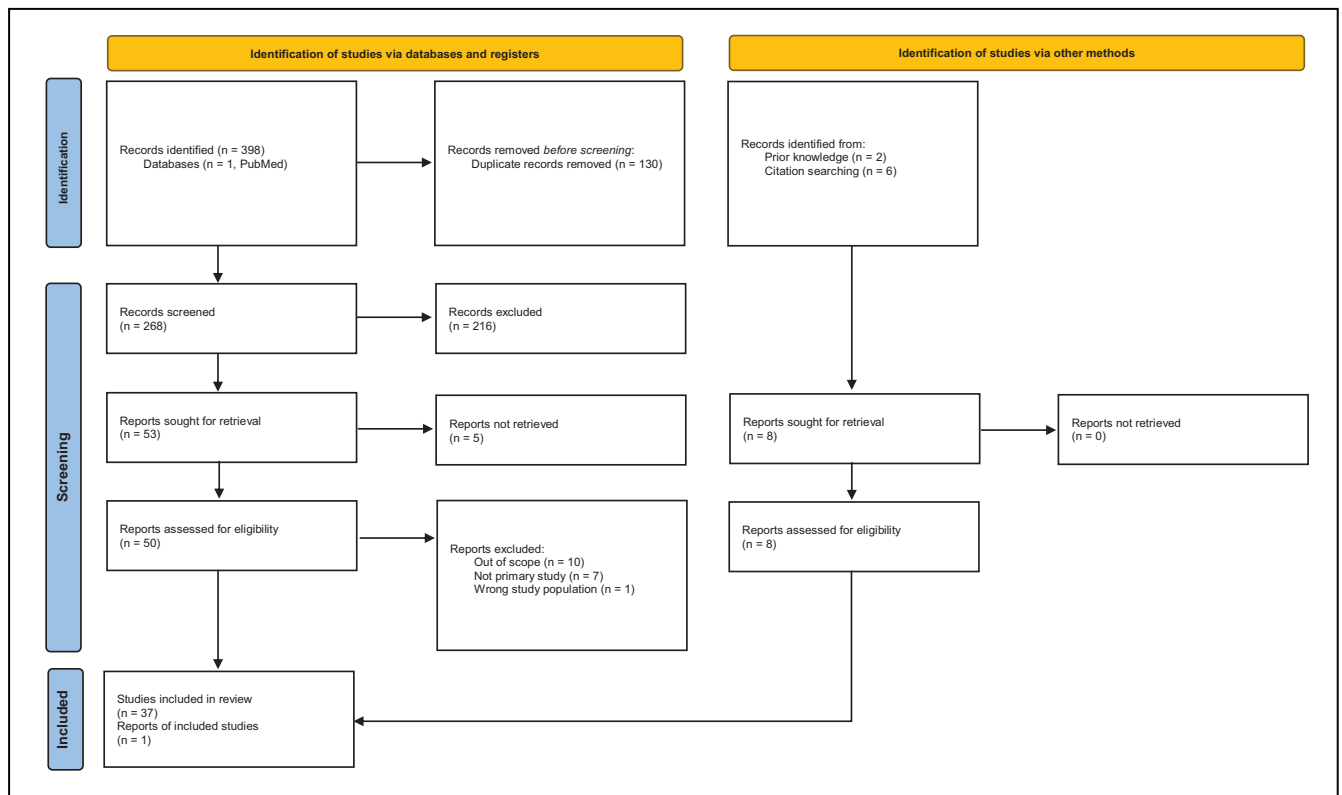 Identification of studies via databases and registers
Identification of studies via other methods
Identification
Records identified (n = 398)
Databases (n = 1, PubMed)
Records removed before screening:
Duplicate records removed (n = 130)
Records identified from:
Prior knowledge (n = 2)
Citation searching (n = 6)
Screening
Records screened
(n = 268)
Records excluded
(n = 216)
Reports sought for retrieval
(n = 53)
Reports not retrieved
(n = 5)
Reports sought for retrieval
(n = 8)
Reports not retrieved
(n = 0)
Reports assessed for eligibility
(n = 50)
Reports excluded:
Out of scope (n = 10)
Not primary study (n = 7)
Wrong study population (n = 1)
Reports assessed for eligibility
(n = 8)
Included
Studies included in review
(n = 37)
Reports of included studies
(n = 1)